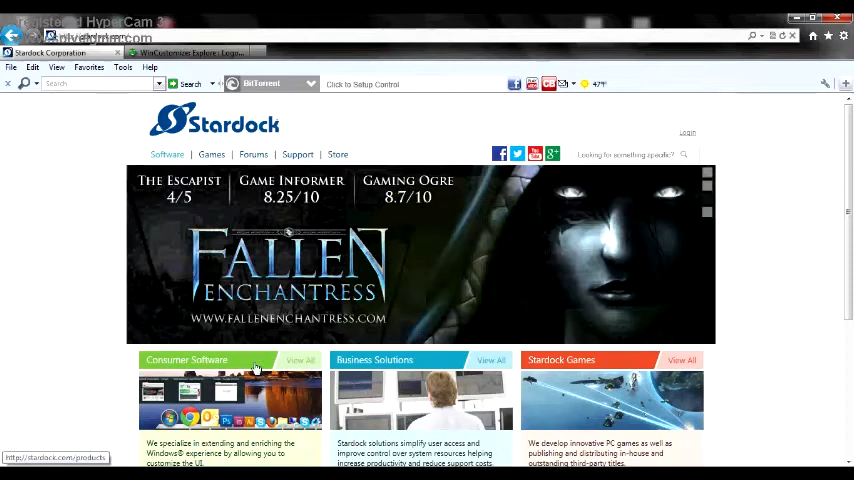 Stardock Corporation
WinCustomize Explore : Logo...
File Edit View Favorites Tools Help
Search Search BitTorrent Click to Setup Control 47°F
Stardock
Login
Software | Games | Forums | Support | Store
Looking for something specific?
THE ESCAPIST GAME INFORMER GAMING OGRE
4/5 8.25/10 8.7/10
FALLEN
ENCHANTRESS
WWW.FALLENENCHANTRESS.COM
Consumer Software View All
Business Solutions View All
Stardock Games View All
We specialize in extending and enriching the
Windows® experience by allowing you to
customize the UI.
Stardock solutions simplify user access and
improve control over system resources helping
increase productivity and reduce support costs.
We develop innovative PC games as well as
publishing and distributing in-house and
outstanding third-party titles.
http://stardock.com/products